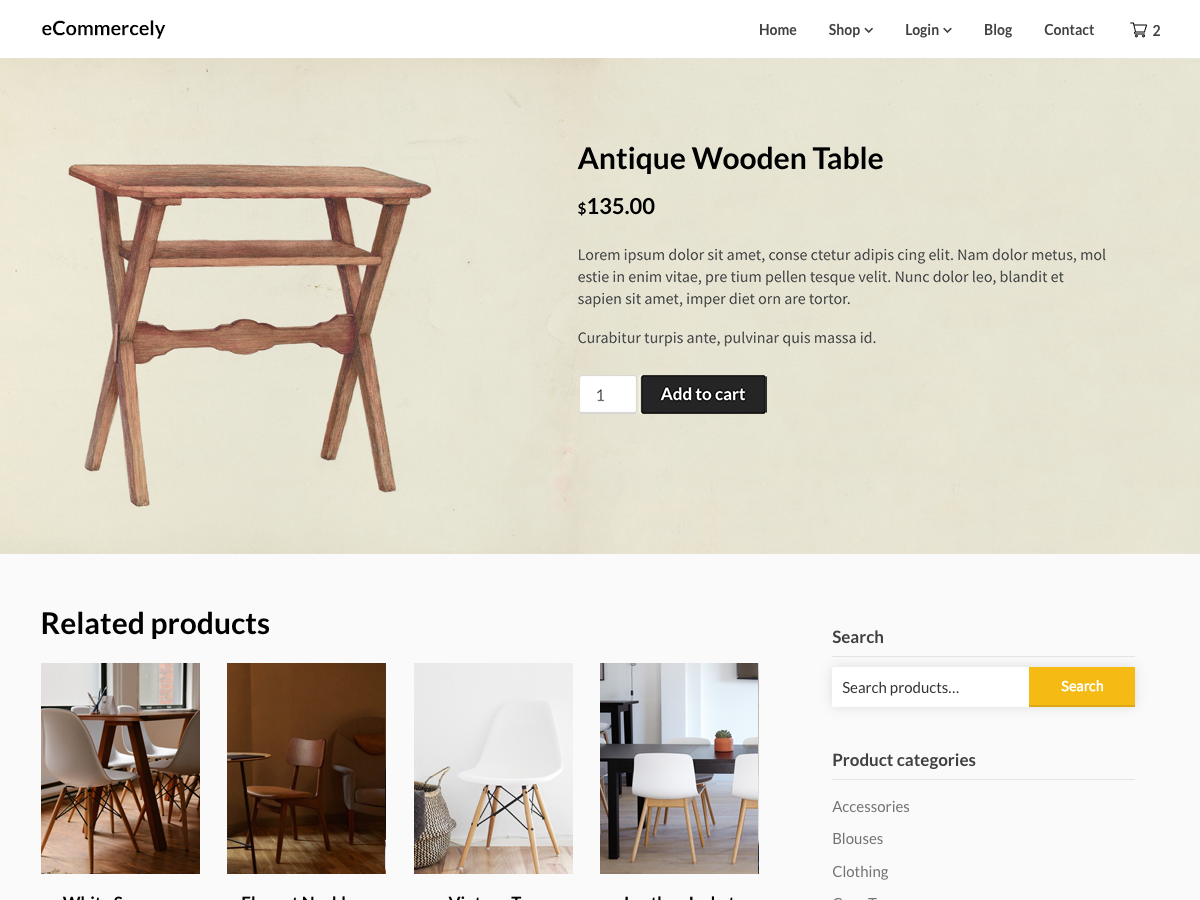 eCommercely
Home Shop Login Blog Contact 2
Antique Wooden Table
$135.00
Lorem ipsum dolor sit amet, conse ctetur adipis cing elit. Nam dolor metus, mol
estie in enim vitae, pre tium pellen tesque velit. Nunc dolor leo, blandit et
sapien sit amet, imper diet orn are tortor.
Curabitur turpis ante, pulvinar quis massa id.
1 Add to cart
Related products
Search
Search products...
Search
Product categories
Accessories
Blouses
Clothing